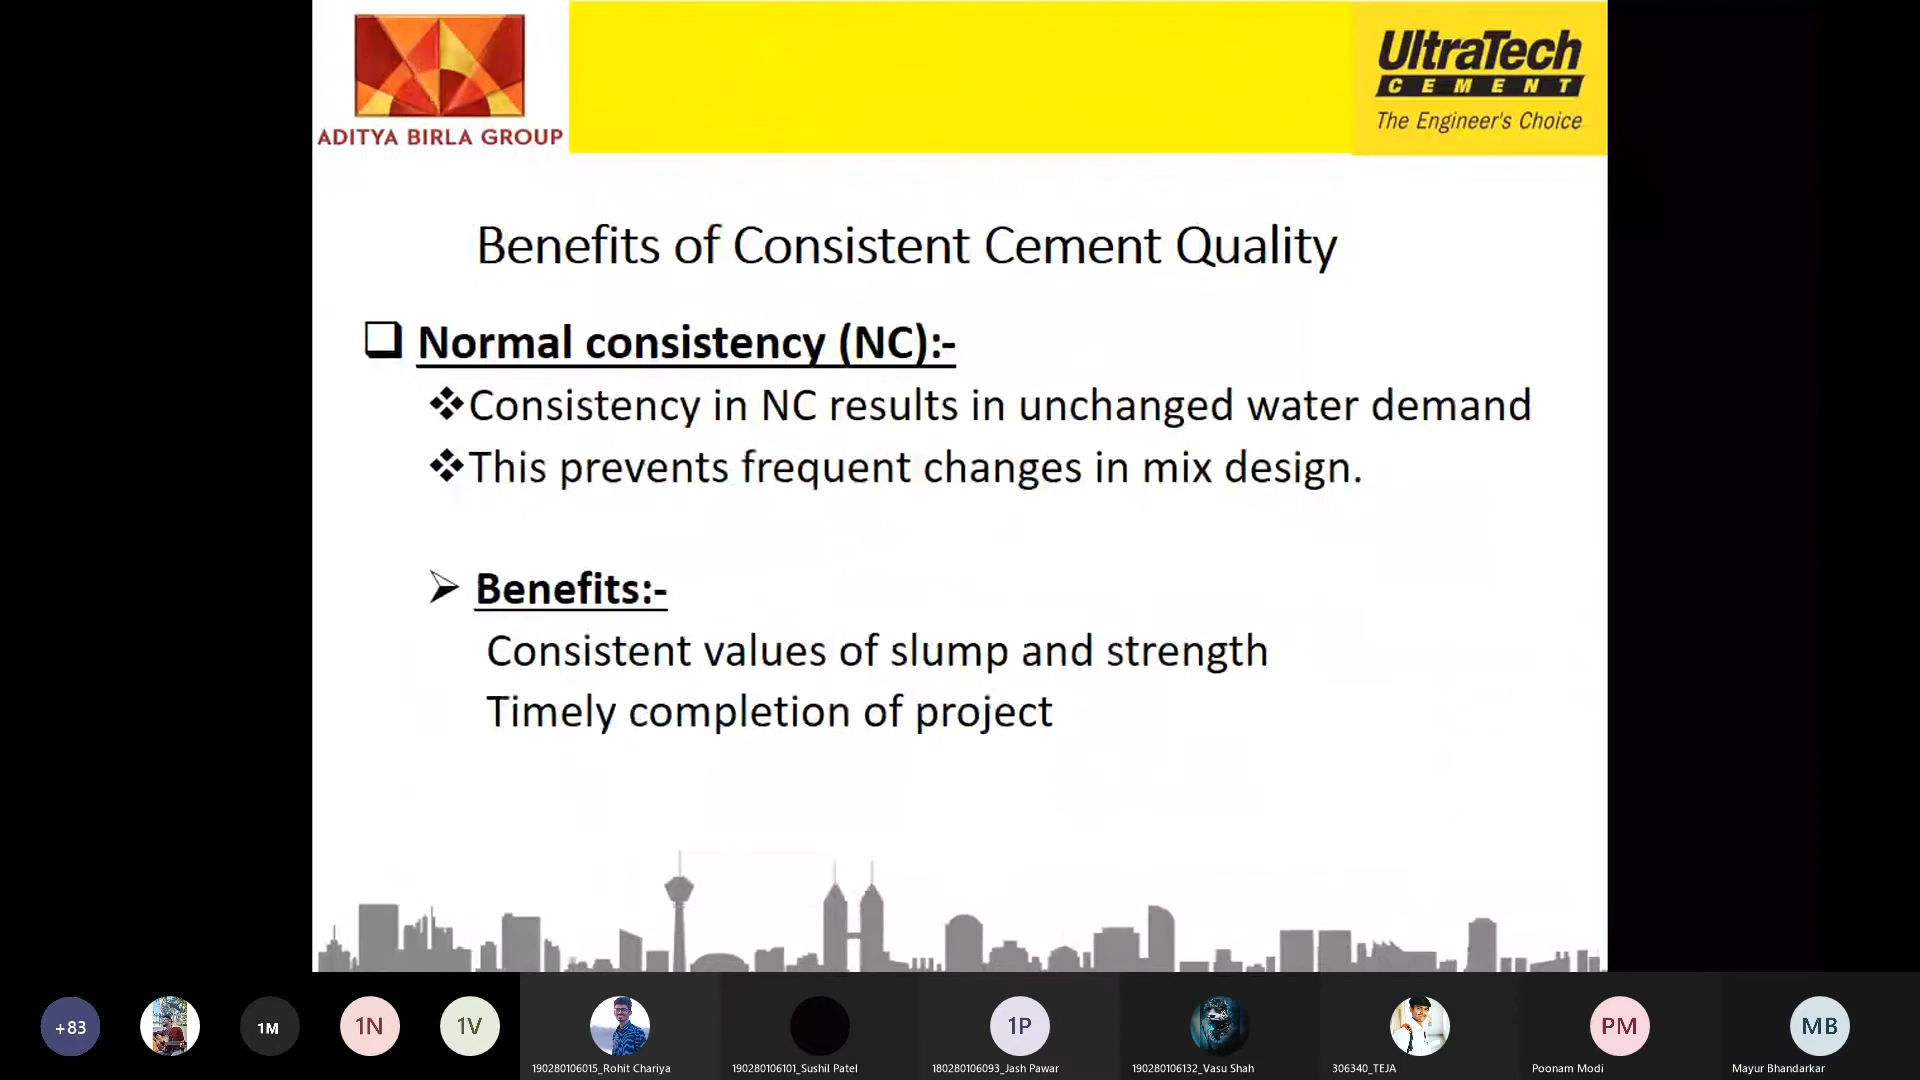 ADITYA BIRLA GROUP
UltraTech
CEMENT
The Engineer's Choice
Benefits of Consistent Cement Quality
Normal consistency (NC):-
Consistency in NC results in unchanged water demand
This prevents frequent changes in mix design.
Benefits:-
Consistent values of slump and strength
Timely completion of project
+83
1M
1N
1V
1P
PM
MB
190280106015_Rohit Chariya
190280106101_Sushil Patel
180280106093_Jash Pawar
190280106132_Vasu Shah
306340_TEJA
Poonam Modi
Mayur Bhandarkar